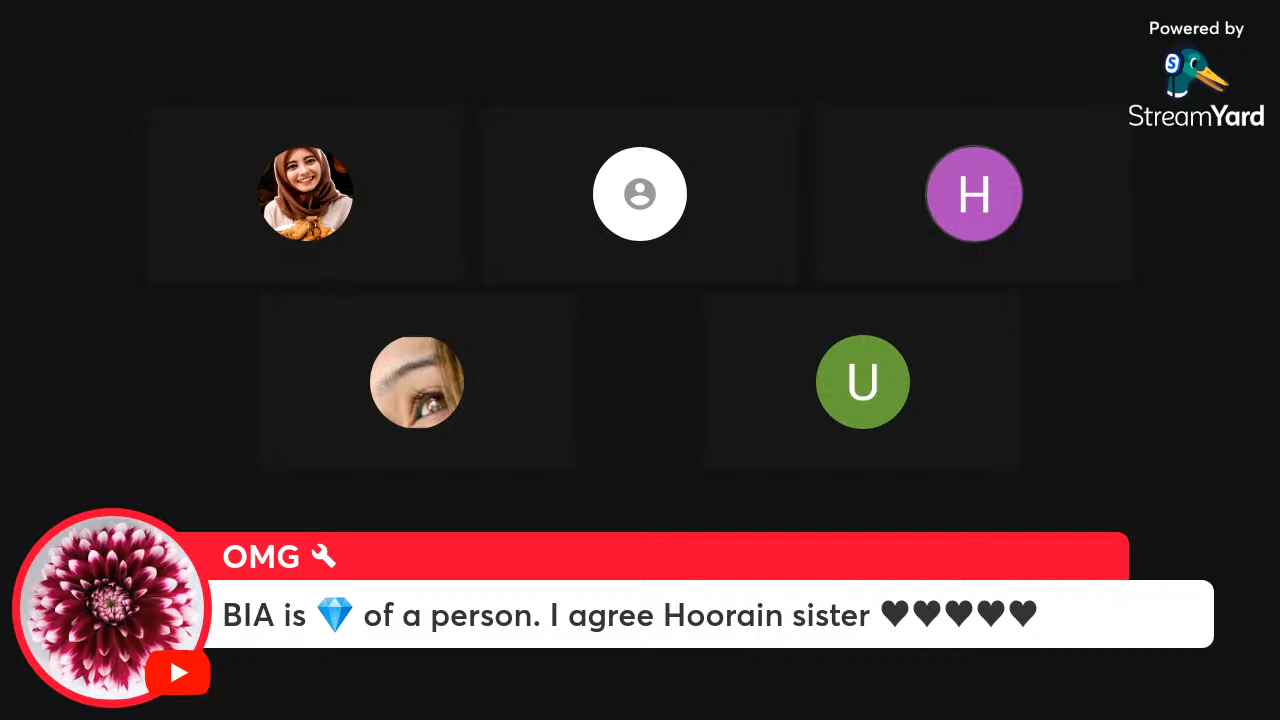 Powered by
S
StreamYard
H
U
OMG
BIA is 💎 of a person. I agree Hoorain sister ♥♥♥♥♥